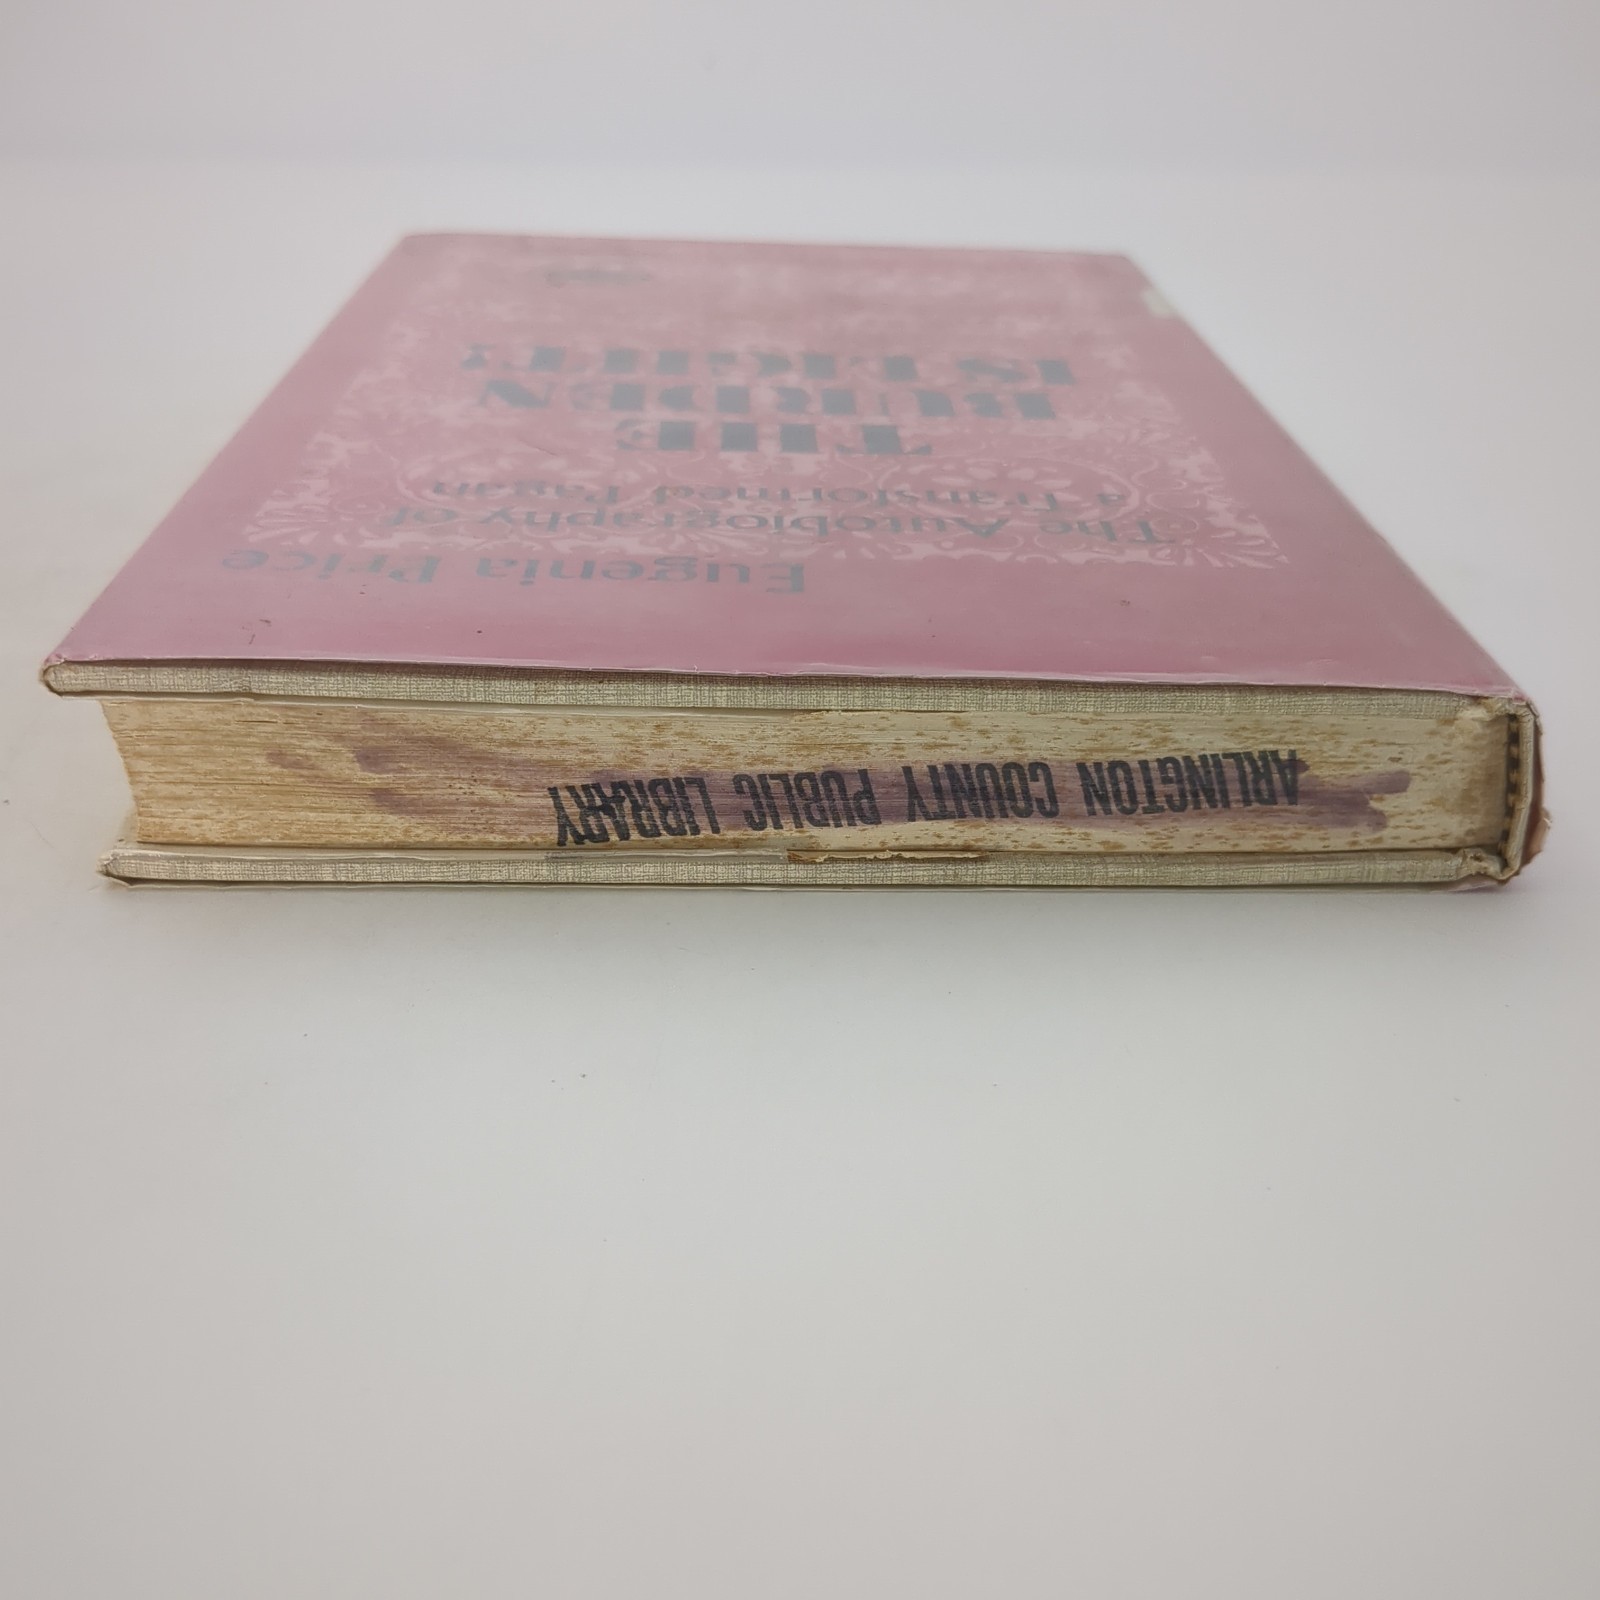 Eugenia Price
The Autobiography of
a Transformed Pagan
THE
BURDEN
IS LIGHT!
ARLINGTON COUNTY PUBLIC LIBRARY